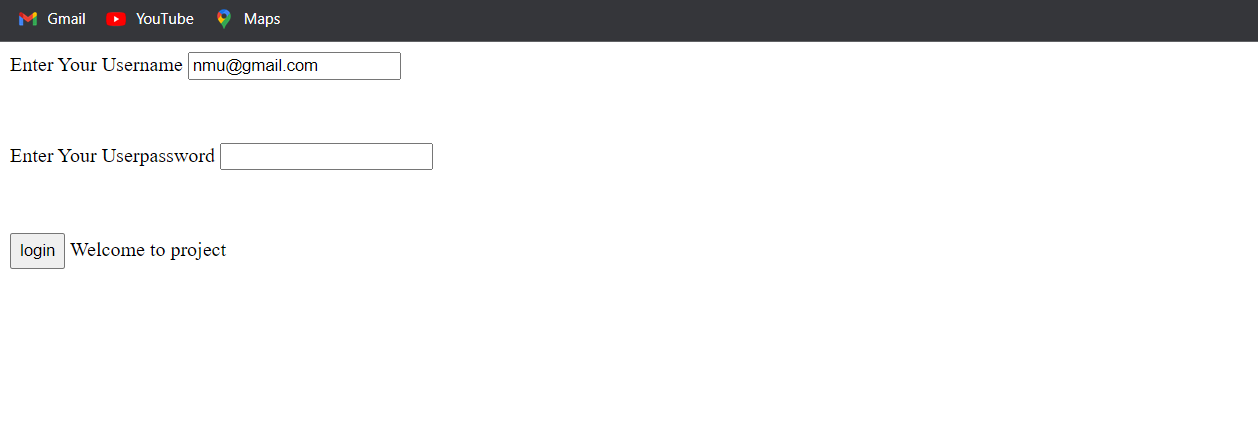 Gmail YouTube Maps
Enter Your Username nmu@gmail.com
Enter Your Userpassword
login Welcome to project